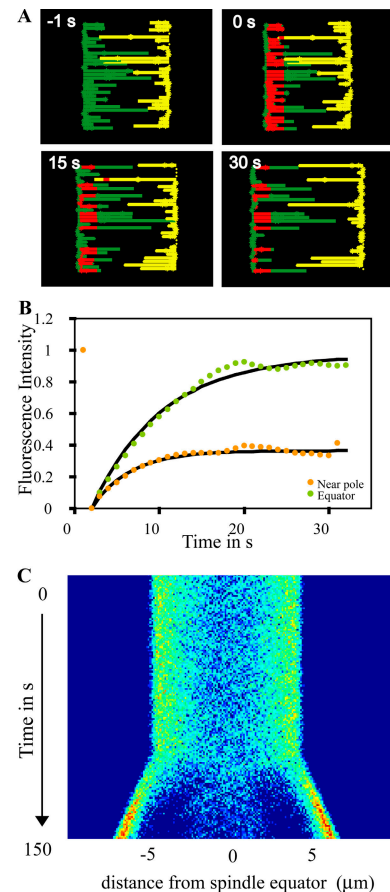 A
-1 s
0 s
15 s
30 s
B
1.2
1
0.8
0.6
0.4
0.2
0
Fluorescence Intensity
Near pole
Equator
0
10
20
30
Time in s
C
0
Time in s
150
-5
0
5
distance from spindle equator (μm)